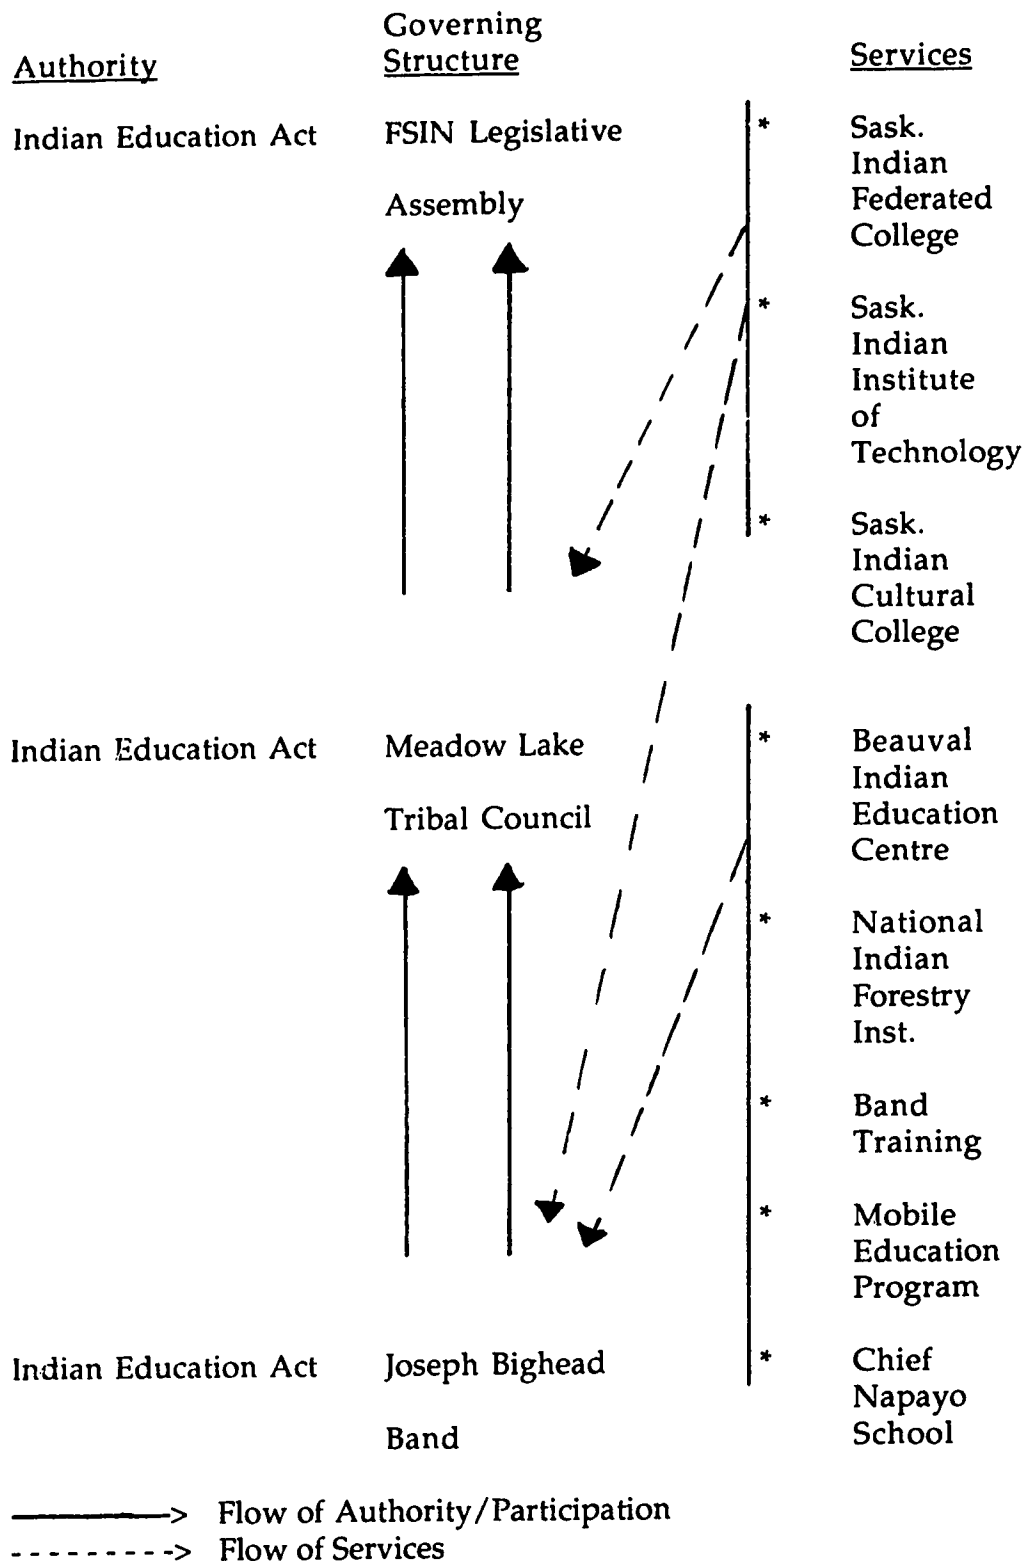 Authority
Governing
Structure
Services
Indian Education Act
FSIN Legislative
Assembly
* Sask.
Indian
Federated
College
* Sask.
Indian
Institute
of
Technology
* Sask.
Indian
Cultural
College
Indian Education Act
Meadow Lake
Tribal Council
* Beauval
Indian
Education
Centre
* National
Indian
Forestry
Inst.
* Band
Training
* Mobile
Education
Program
Indian Education Act
Joseph Bighead
Band
* Chief
Napayo
School
Flow of Authority/Participation
Flow of Services